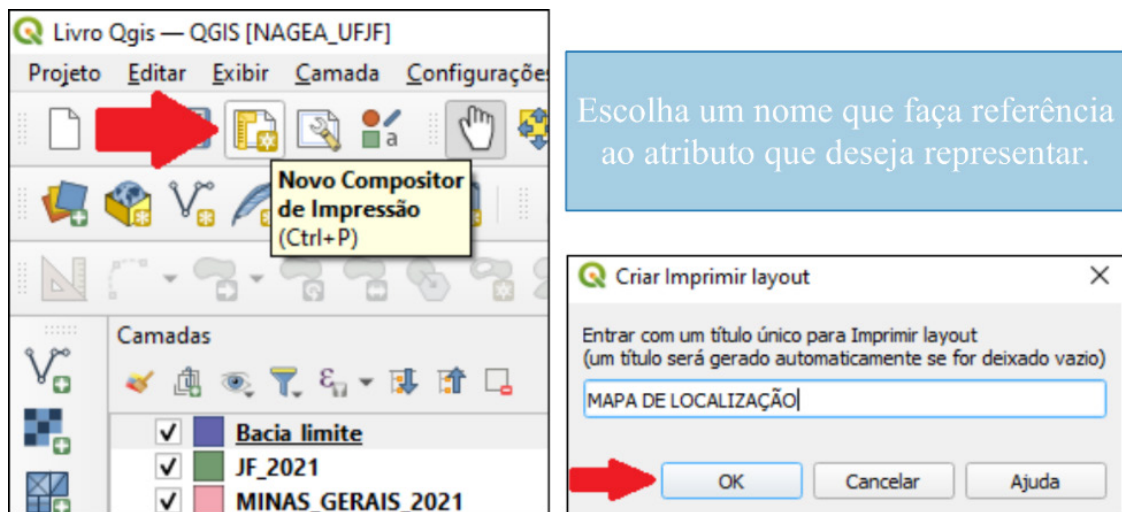 Livro Qgis — QGIS [NAGEA_UFJF]
Projeto Editar Exibir Camada Configurações
a
Novo Compositor
de Impressão
(Ctrl+P)
Camadas
Bacia limite
JF_2021
MINAS_GERAIS_2021
Escolha um nome que faça referência
ao atributo que deseja representar.
Criar Imprimir layout
Entrar com um título único para Imprimir layout
(um título será gerado automaticamente se for deixado vazio)
MAPA DE LOCALIZAÇÃO
OK Cancelar Ajuda